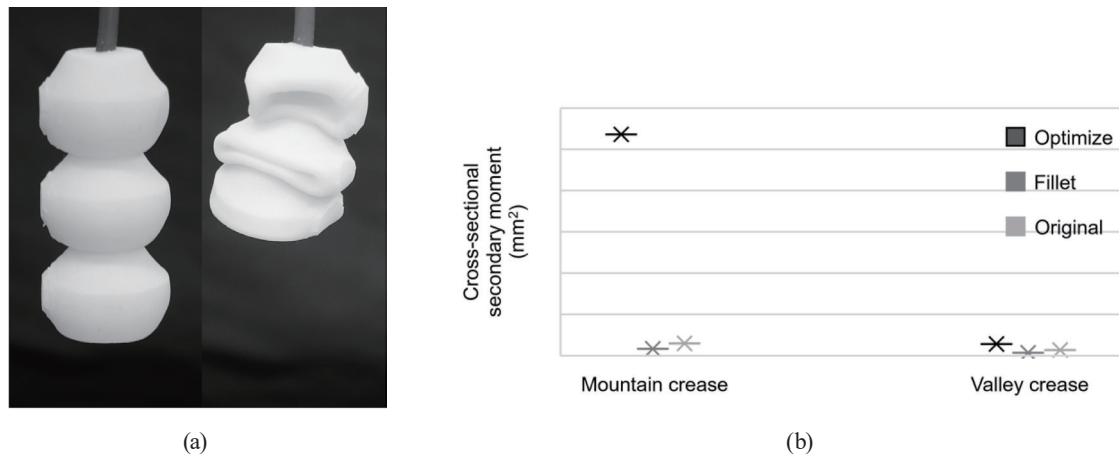 Cross-sectional
secondary moment
(mm²)
Optimize
Fillet
Original
Mountain crease
Valley crease
(a)
(b)